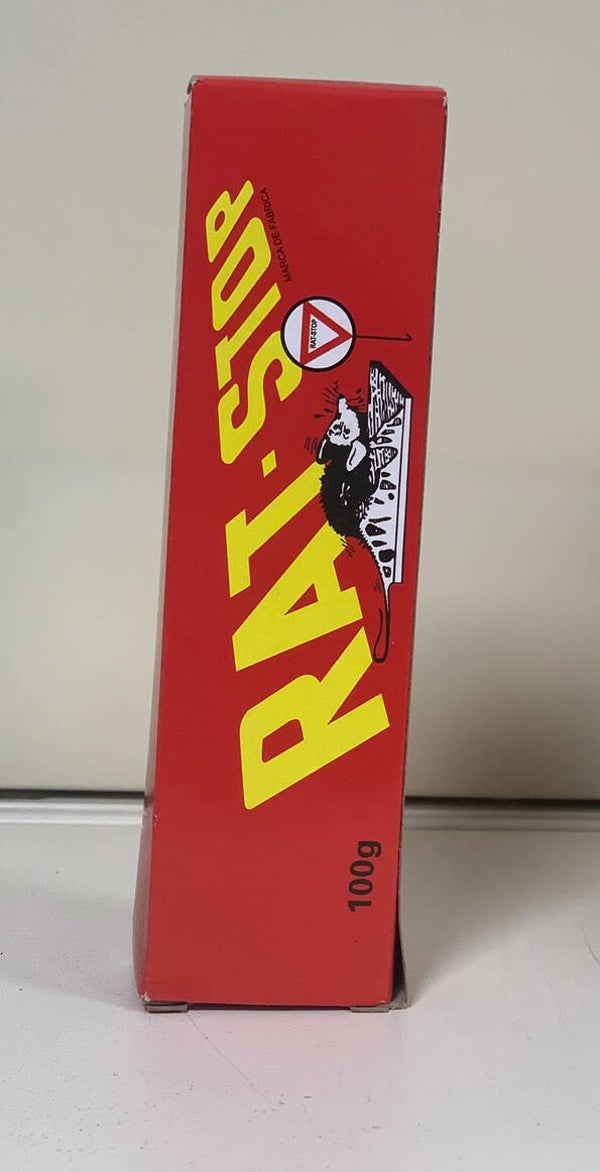 RAT-STOP
MARCA DE FABRICA
RAT-STOP
100g